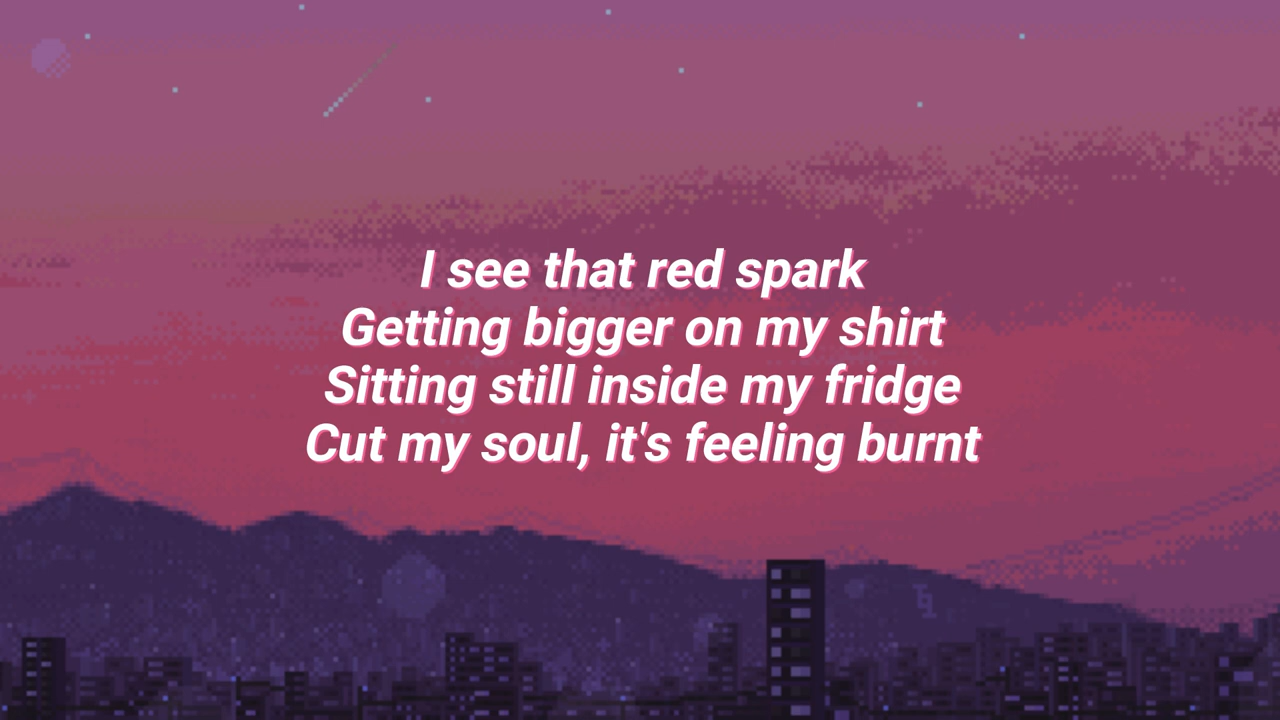 I see that red spark
Getting bigger on my shirt
Sitting still inside my fridge
Cut my soul, it's feeling burnt